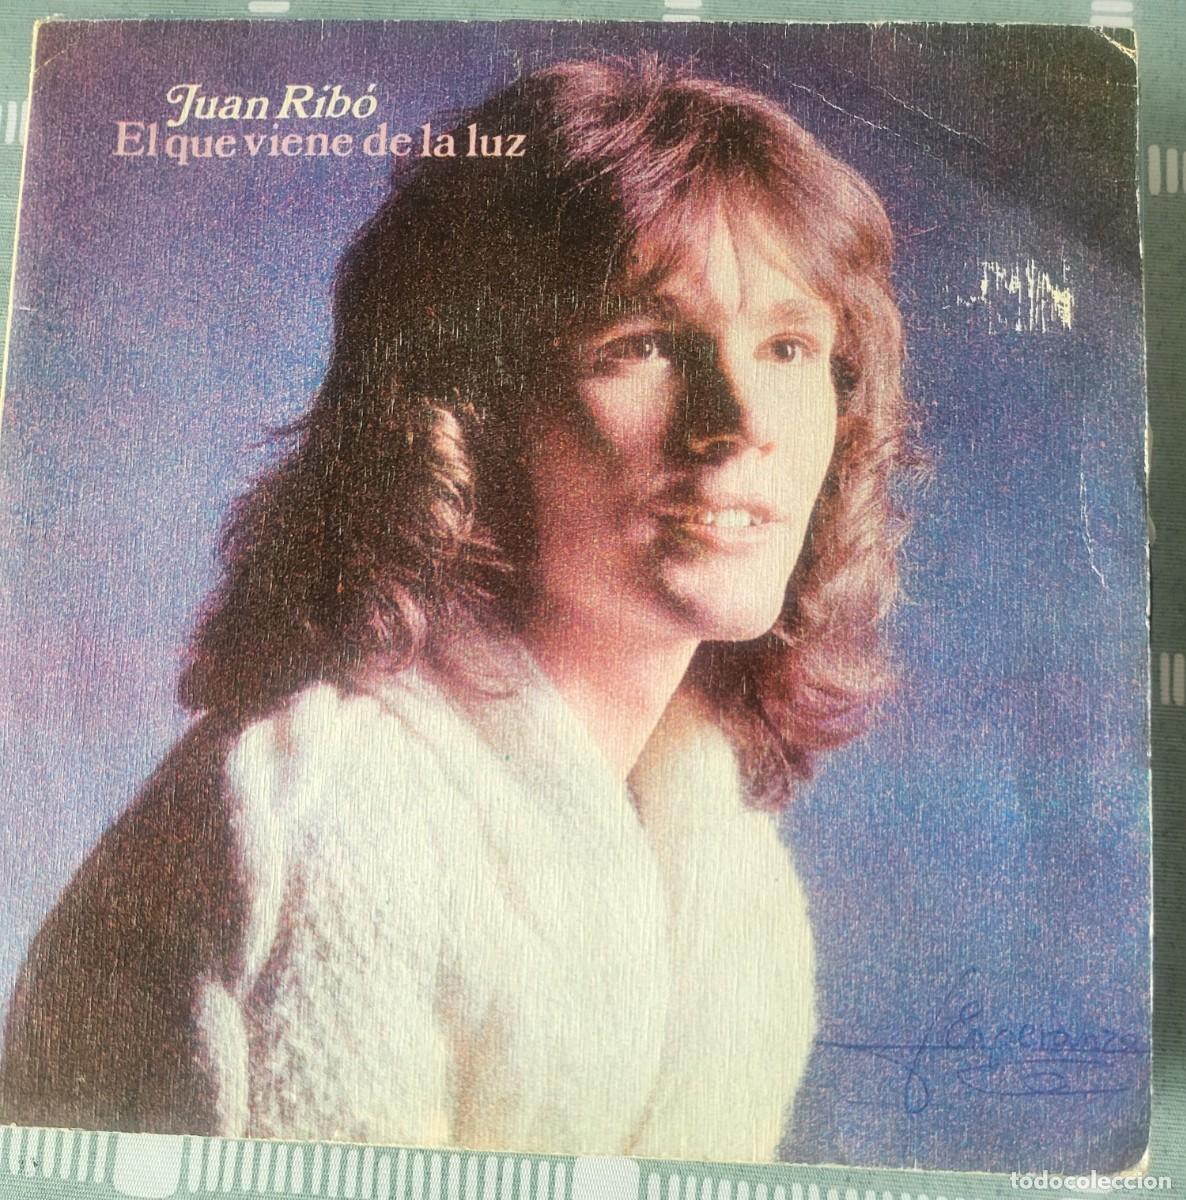 Juan Ribó
El que viene de la luz
Esperanza
todocoleccion